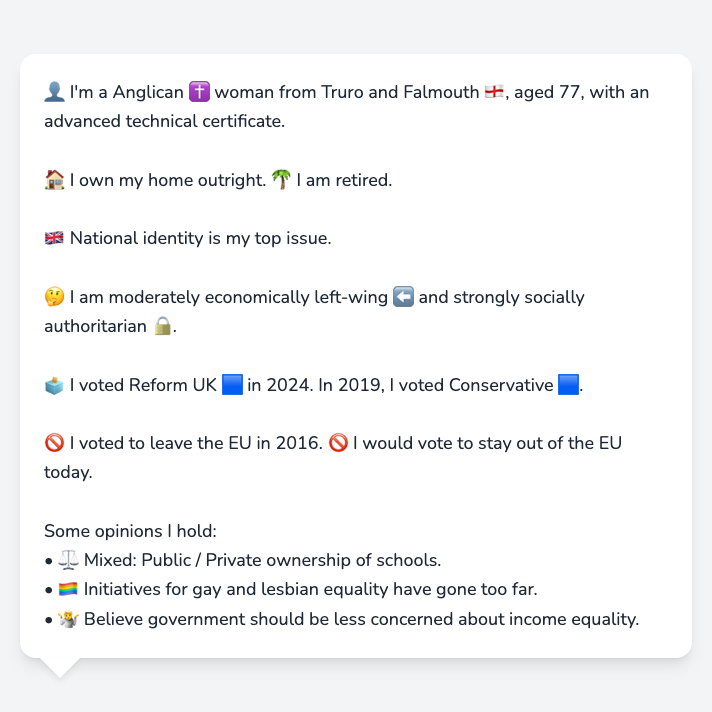 👤 I'm a Anglican ✝️ woman from Truro and Falmouth 🏴󠁧󠁢󠁥󠁮󠁧󠁿, aged 77, with an
advanced technical certificate.
🏠 I own my home outright. 🌴 I am retired.
🇬🇧 National identity is my top issue.
🤔 I am moderately economically left-wing ⬅️ and strongly socially
authoritarian 🔒.
🗳️ I voted Reform UK 🟦 in 2024. In 2019, I voted Conservative 🟦.
🚫 I voted to leave the EU in 2016. 🚫 I would vote to stay out of the EU
today.
Some opinions I hold:
• ⚖️ Mixed: Public / Private ownership of schools.
• 🏳️‍🌈 Initiatives for gay and lesbian equality have gone too far.
• 🤷 Believe government should be less concerned about income equality.